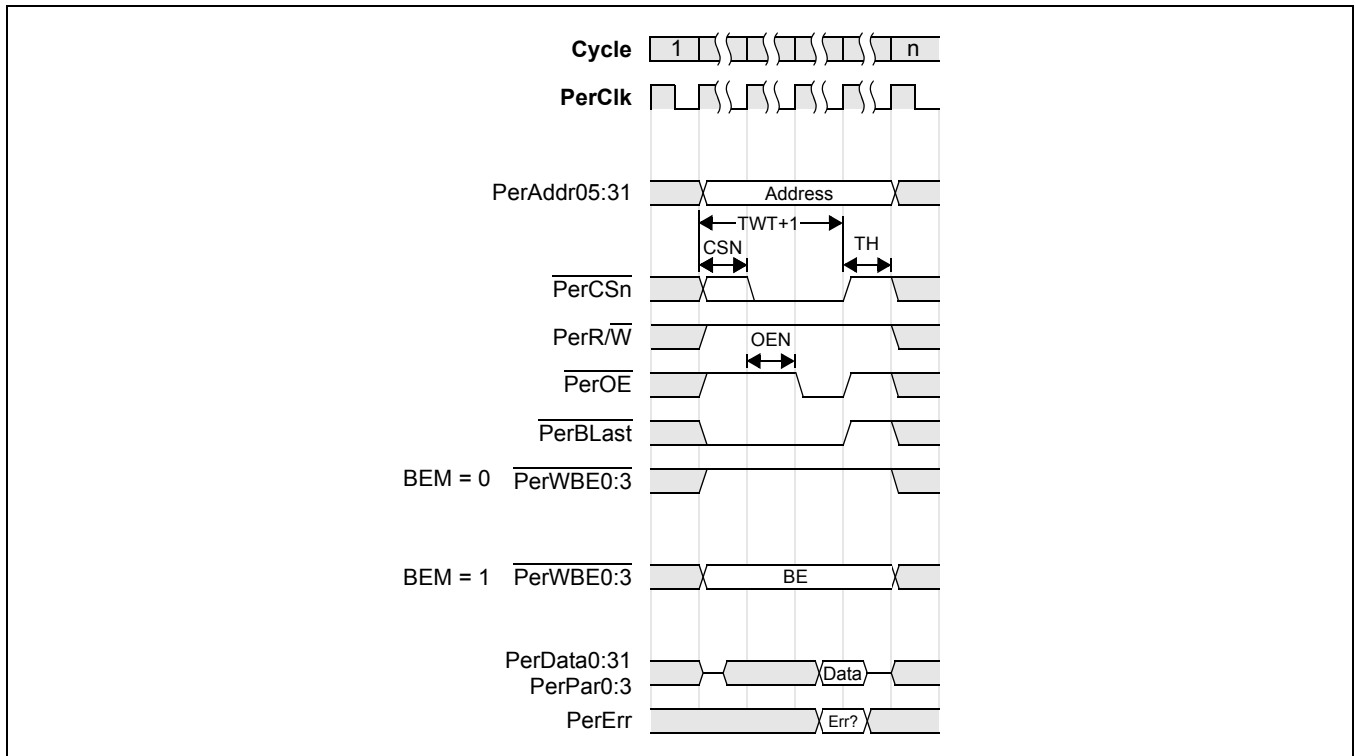 Cycle 1 n
PerClk
PerAddr05:31 Address
TWT+1
CSN TH
PerCSn
PerR/W
OEN
PerOE
PerBLast
BEM = 0 PerWBE0:3
BEM = 1 PerWBE0:3 BE
PerData0:31
Data
PerPar0:3
PerErr Err?